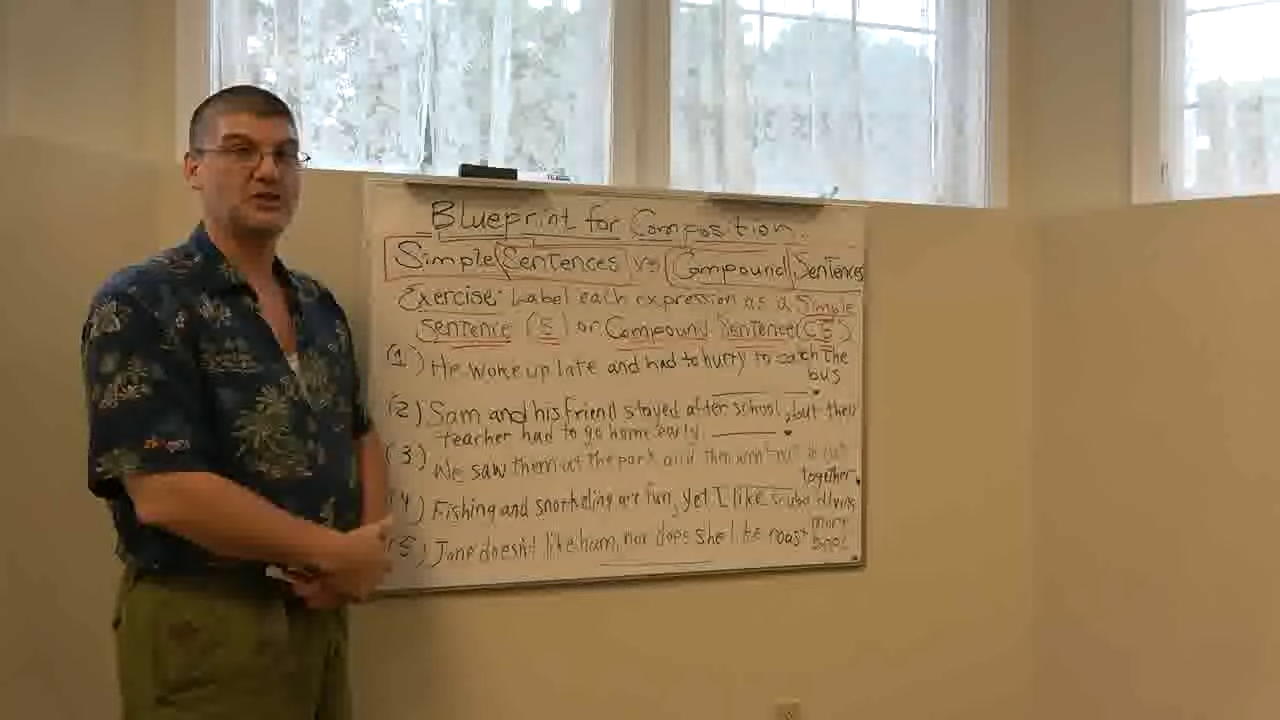 Blueprint for Composition.
Simple Sentences vs Compound Sentences
Exercise: Label each expression as a Simple
Sentence (S) or Compound Sentence (CS).
(1) He woke up late and had to hurry to catch the
bus
(2) Sam and his friend stayed after school, but their
teacher had to go home early.
(3) We saw them at the park and then went out to eat
together.
(4) Fishing and snorkeling are fun, yet I like scuba diving
more
(5) Jane doesn't like ham, nor does she like roast
beef